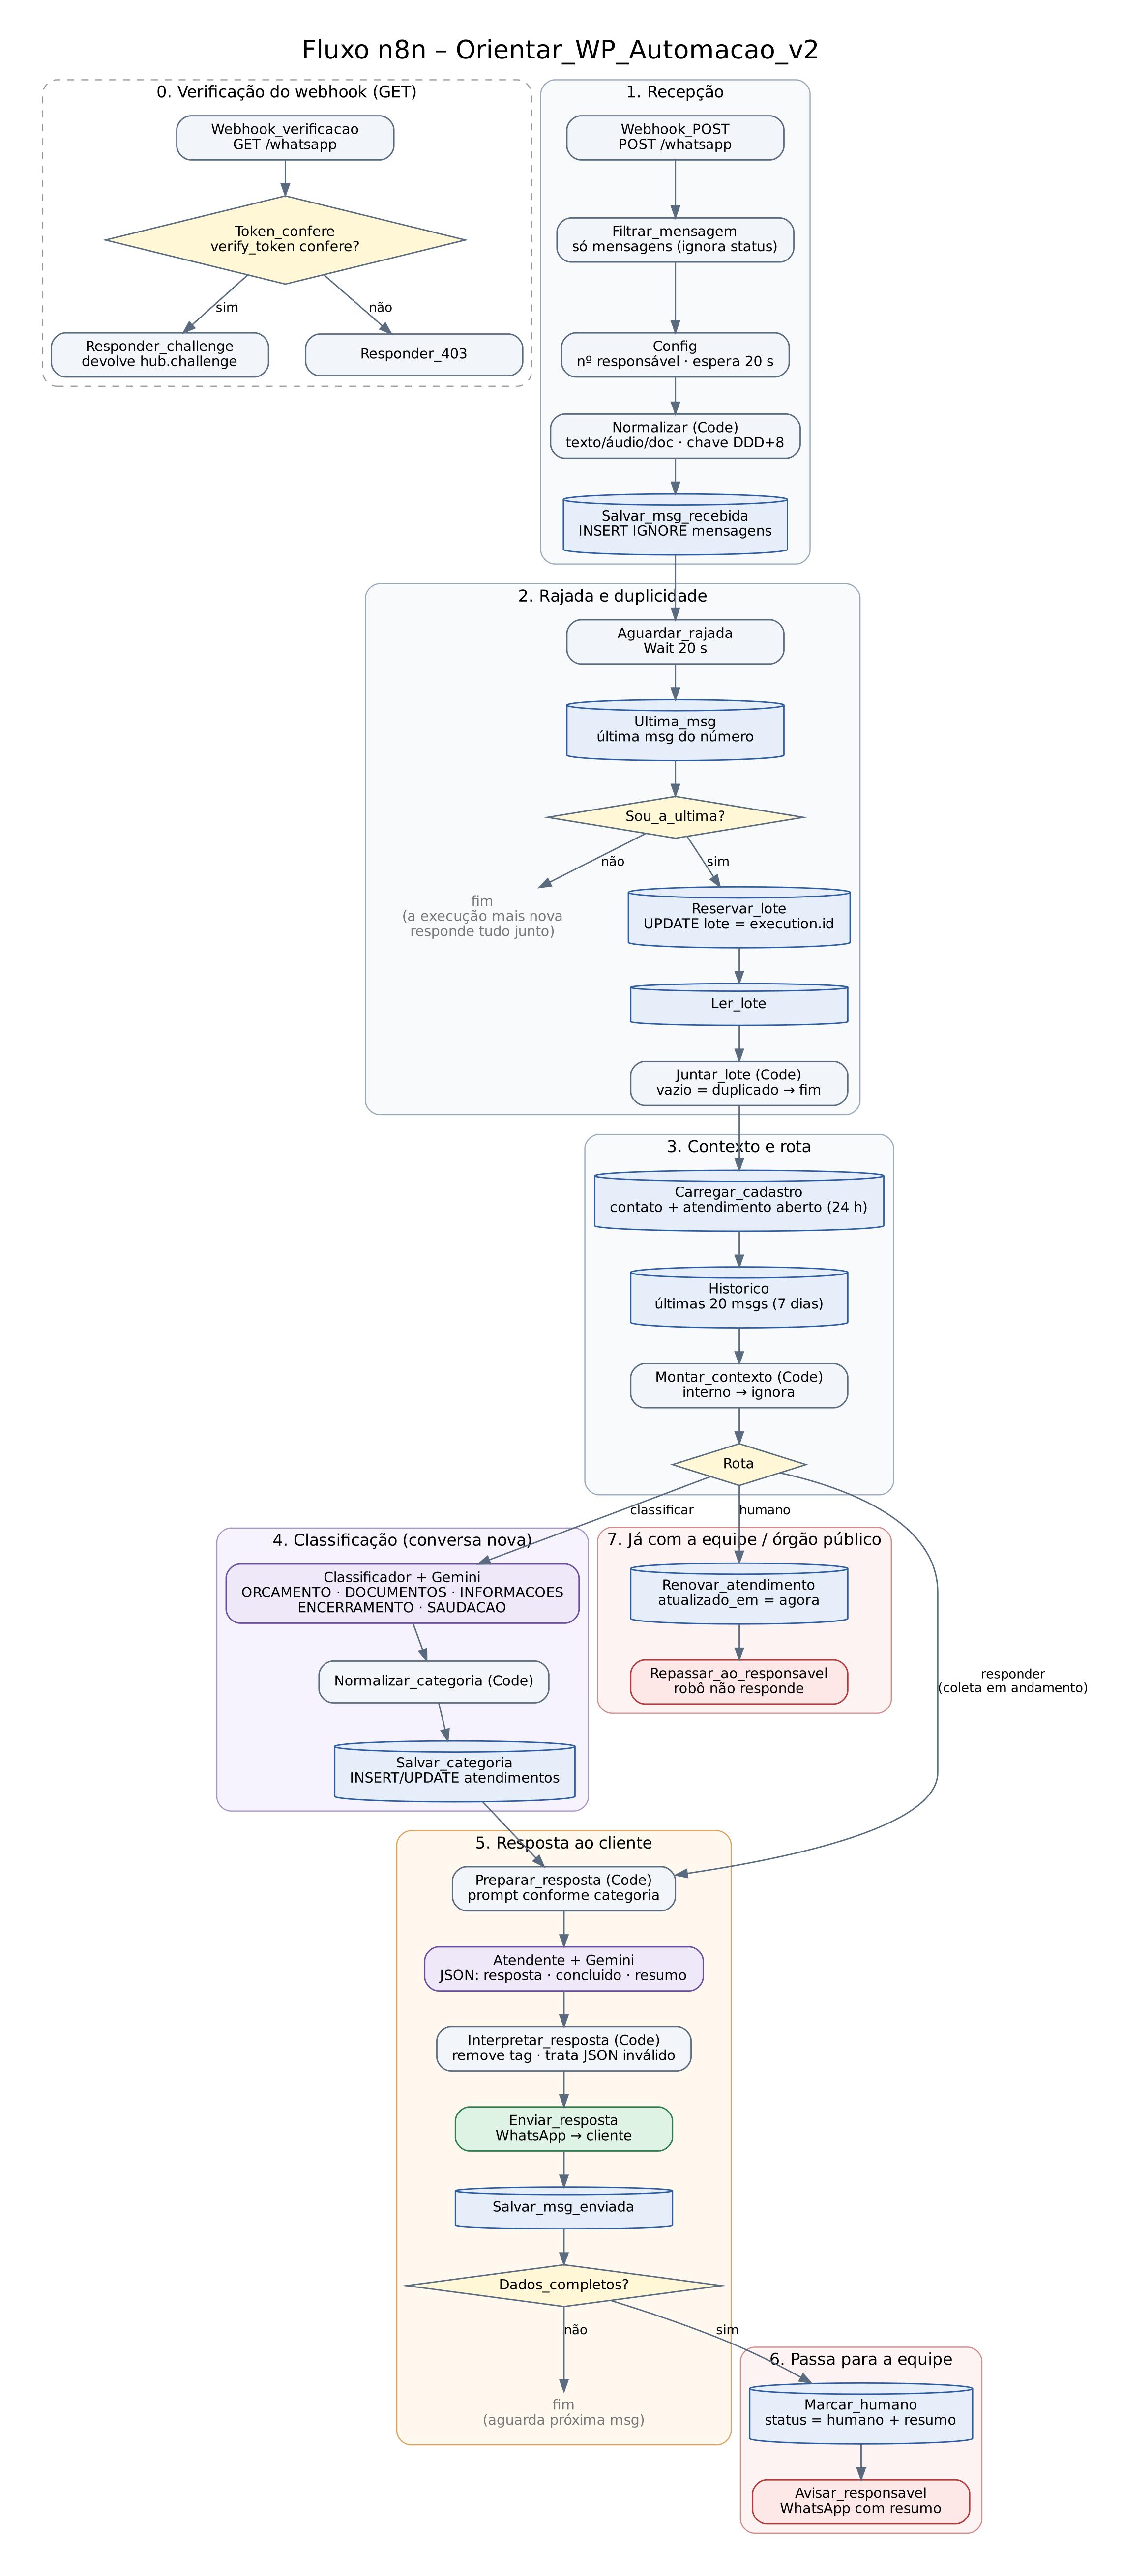 Fluxo n8n – Orientar_WP_Automacao_v2
0. Verificação do webhook (GET)
Webhook_verificacao
GET /whatsapp
Token_confere
verify_token confere?
sim
não
Responder_challenge
devolve hub.challenge
Responder_403
1. Recepção
Webhook_POST
POST /whatsapp
Filtrar_mensagem
só mensagens (ignora status)
Config
nº responsável · espera 20 s
Normalizar (Code)
texto/áudio/doc · chave DDD+8
Salvar_msg_recebida
INSERT IGNORE mensagens
2. Rajada e duplicidade
Aguardar_rajada
Wait 20 s
Ultima_msg
última msg do número
Sou_a_ultima?
não
sim
fim
(a execução mais nova
responde tudo junto)
Reservar_lote
UPDATE lote = execution.id
Ler_lote
Juntar_lote (Code)
vazio = duplicado → fim
3. Contexto e rota
Carregar_cadastro
contato + atendimento aberto (24 h)
Historico
últimas 20 msgs (7 dias)
Montar_contexto (Code)
interno → ignora
Rota
classificar
humano
responder
(coleta em andamento)
4. Classificação (conversa nova)
Classificador + Gemini
ORCAMENTO · DOCUMENTOS · INFORMACOES
ENCERRAMENTO · SAUDACAO
Normalizar_categoria (Code)
Salvar_categoria
INSERT/UPDATE atendimentos
7. Já com a equipe / órgão público
Renovar_atendimento
atualizado_em = agora
Repassar_ao_responsavel
robô não responde
5. Resposta ao cliente
Preparar_resposta (Code)
prompt conforme categoria
Atendente + Gemini
JSON: resposta · concluido · resumo
Interpretar_resposta (Code)
remove tag · trata JSON inválido
Enviar_resposta
WhatsApp → cliente
Salvar_msg_enviada
Dados_completos?
não
sim
fim
(aguarda próxima msg)
6. Passa para a equipe
Marcar_humano
status = humano + resumo
Avisar_responsavel
WhatsApp com resumo